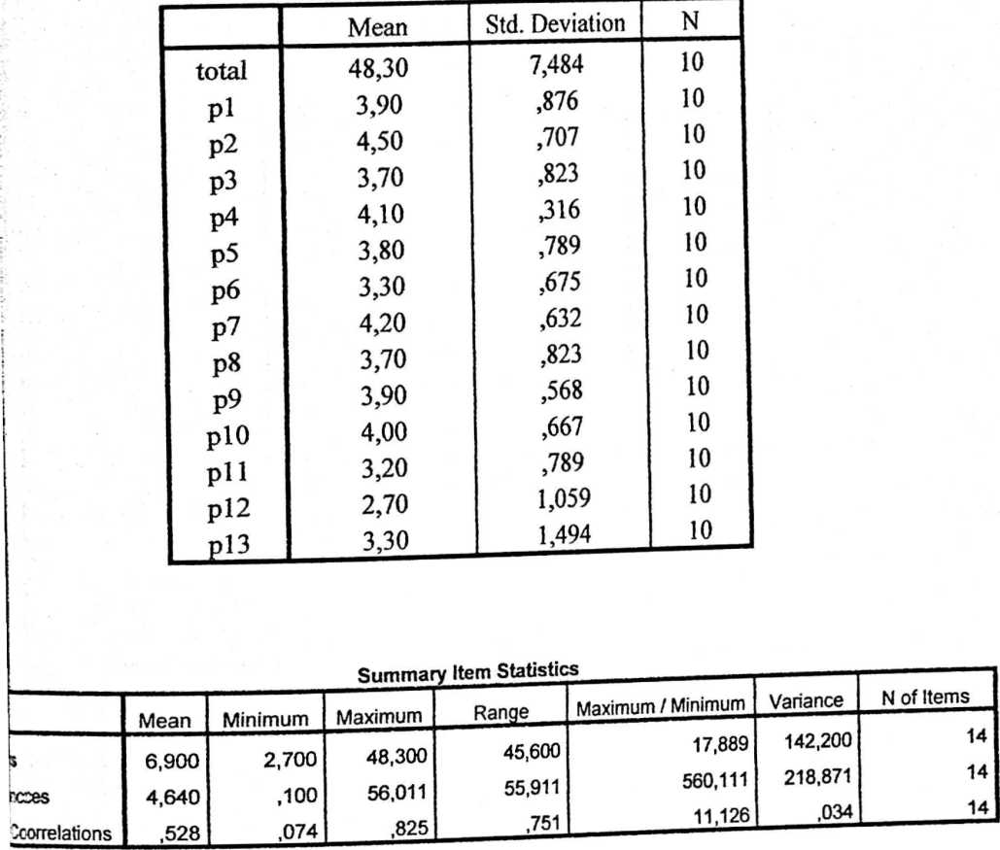 Mean Std. Deviation N
total 48,30 7,484 10
p1 3,90 ,876 10
p2 4,50 ,707 10
p3 3,70 ,823 10
p4 4,10 ,316 10
p5 3,80 ,789 10
p6 3,30 ,675 10
p7 4,20 ,632 10
p8 3,70 ,823 10
p9 3,90 ,568 10
p10 4,00 ,667 10
p11 3,20 ,789 10
p12 2,70 1,059 10
p13 3,30 1,494 10
Summary Item Statistics
Mean Minimum Maximum Range Maximum / Minimum Variance N of Items
s 6,900 2,700 48,300 45,600 17,889 142,200 14
4,640 ,100 56,011 55,911 560,111 218,871 14
Ccorrelations ,528 ,074 ,825 ,751 11,126 ,034 14